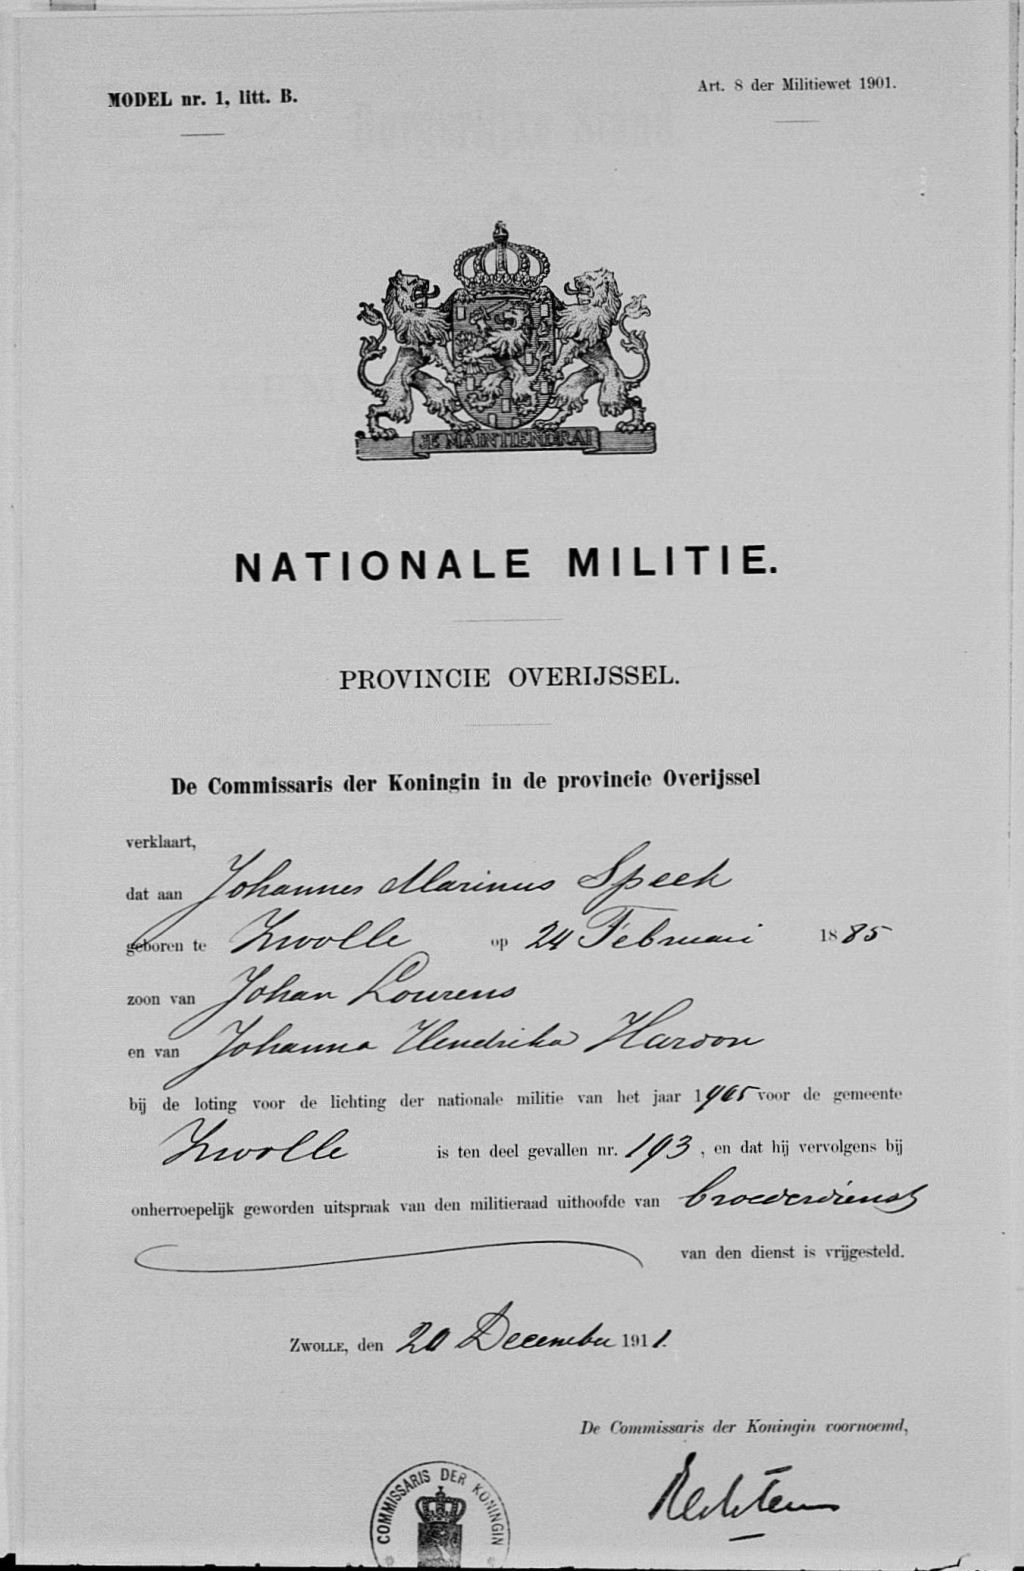 MODEL nr. 1, litt. B.
Art. 8 der Militiewet 1901.
JE MAINTIENDRAI
NATIONALE MILITIE.
PROVINCIE OVERIJSSEL.
De Commissaris der Koningin in de provincie Overijssel
verklaart,
dat aan Johannes Marinus Speek
geboren te Zwolle op 24 Februari 1885
zoon van Johan Lourens
en van Johanna Hendrika Haroon
bij de loting voor de lichting der nationale militie van het jaar 1905 voor de gemeente
Zwolle is ten deel gevallen nr. 193, en dat hij vervolgens bij
onherroepelijk geworden uitspraak van den militieraad uithoofde van broederdienst
van den dienst is vrijgesteld.
ZWOLLE, den 20 December 1911.
De Commissaris der Koningin voornoemd,
COMMISSARIS DER KONINGIN